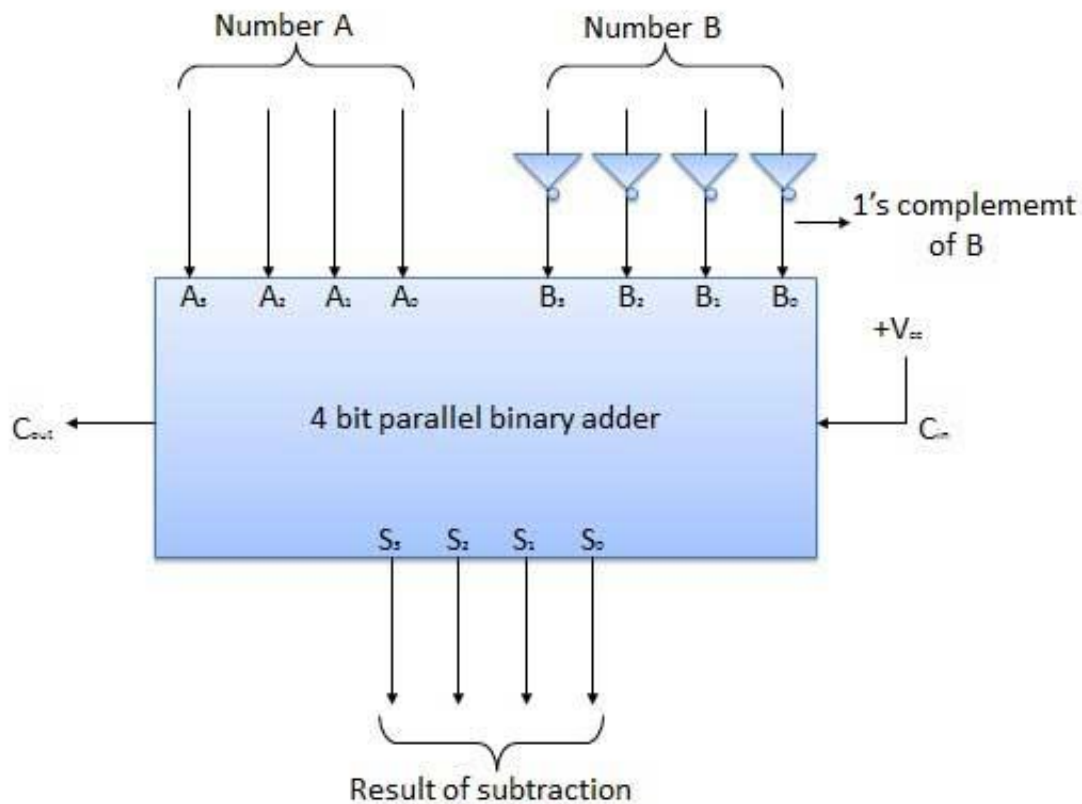 Number A
Number B
1's complememt
of B
A₃ A₂ A₁ A₀ B₃ B₂ B₁ B₀
+Vcc
4 bit parallel binary adder
Cout
Cin
S₃ S₂ S₁ S₀
Result of subtraction